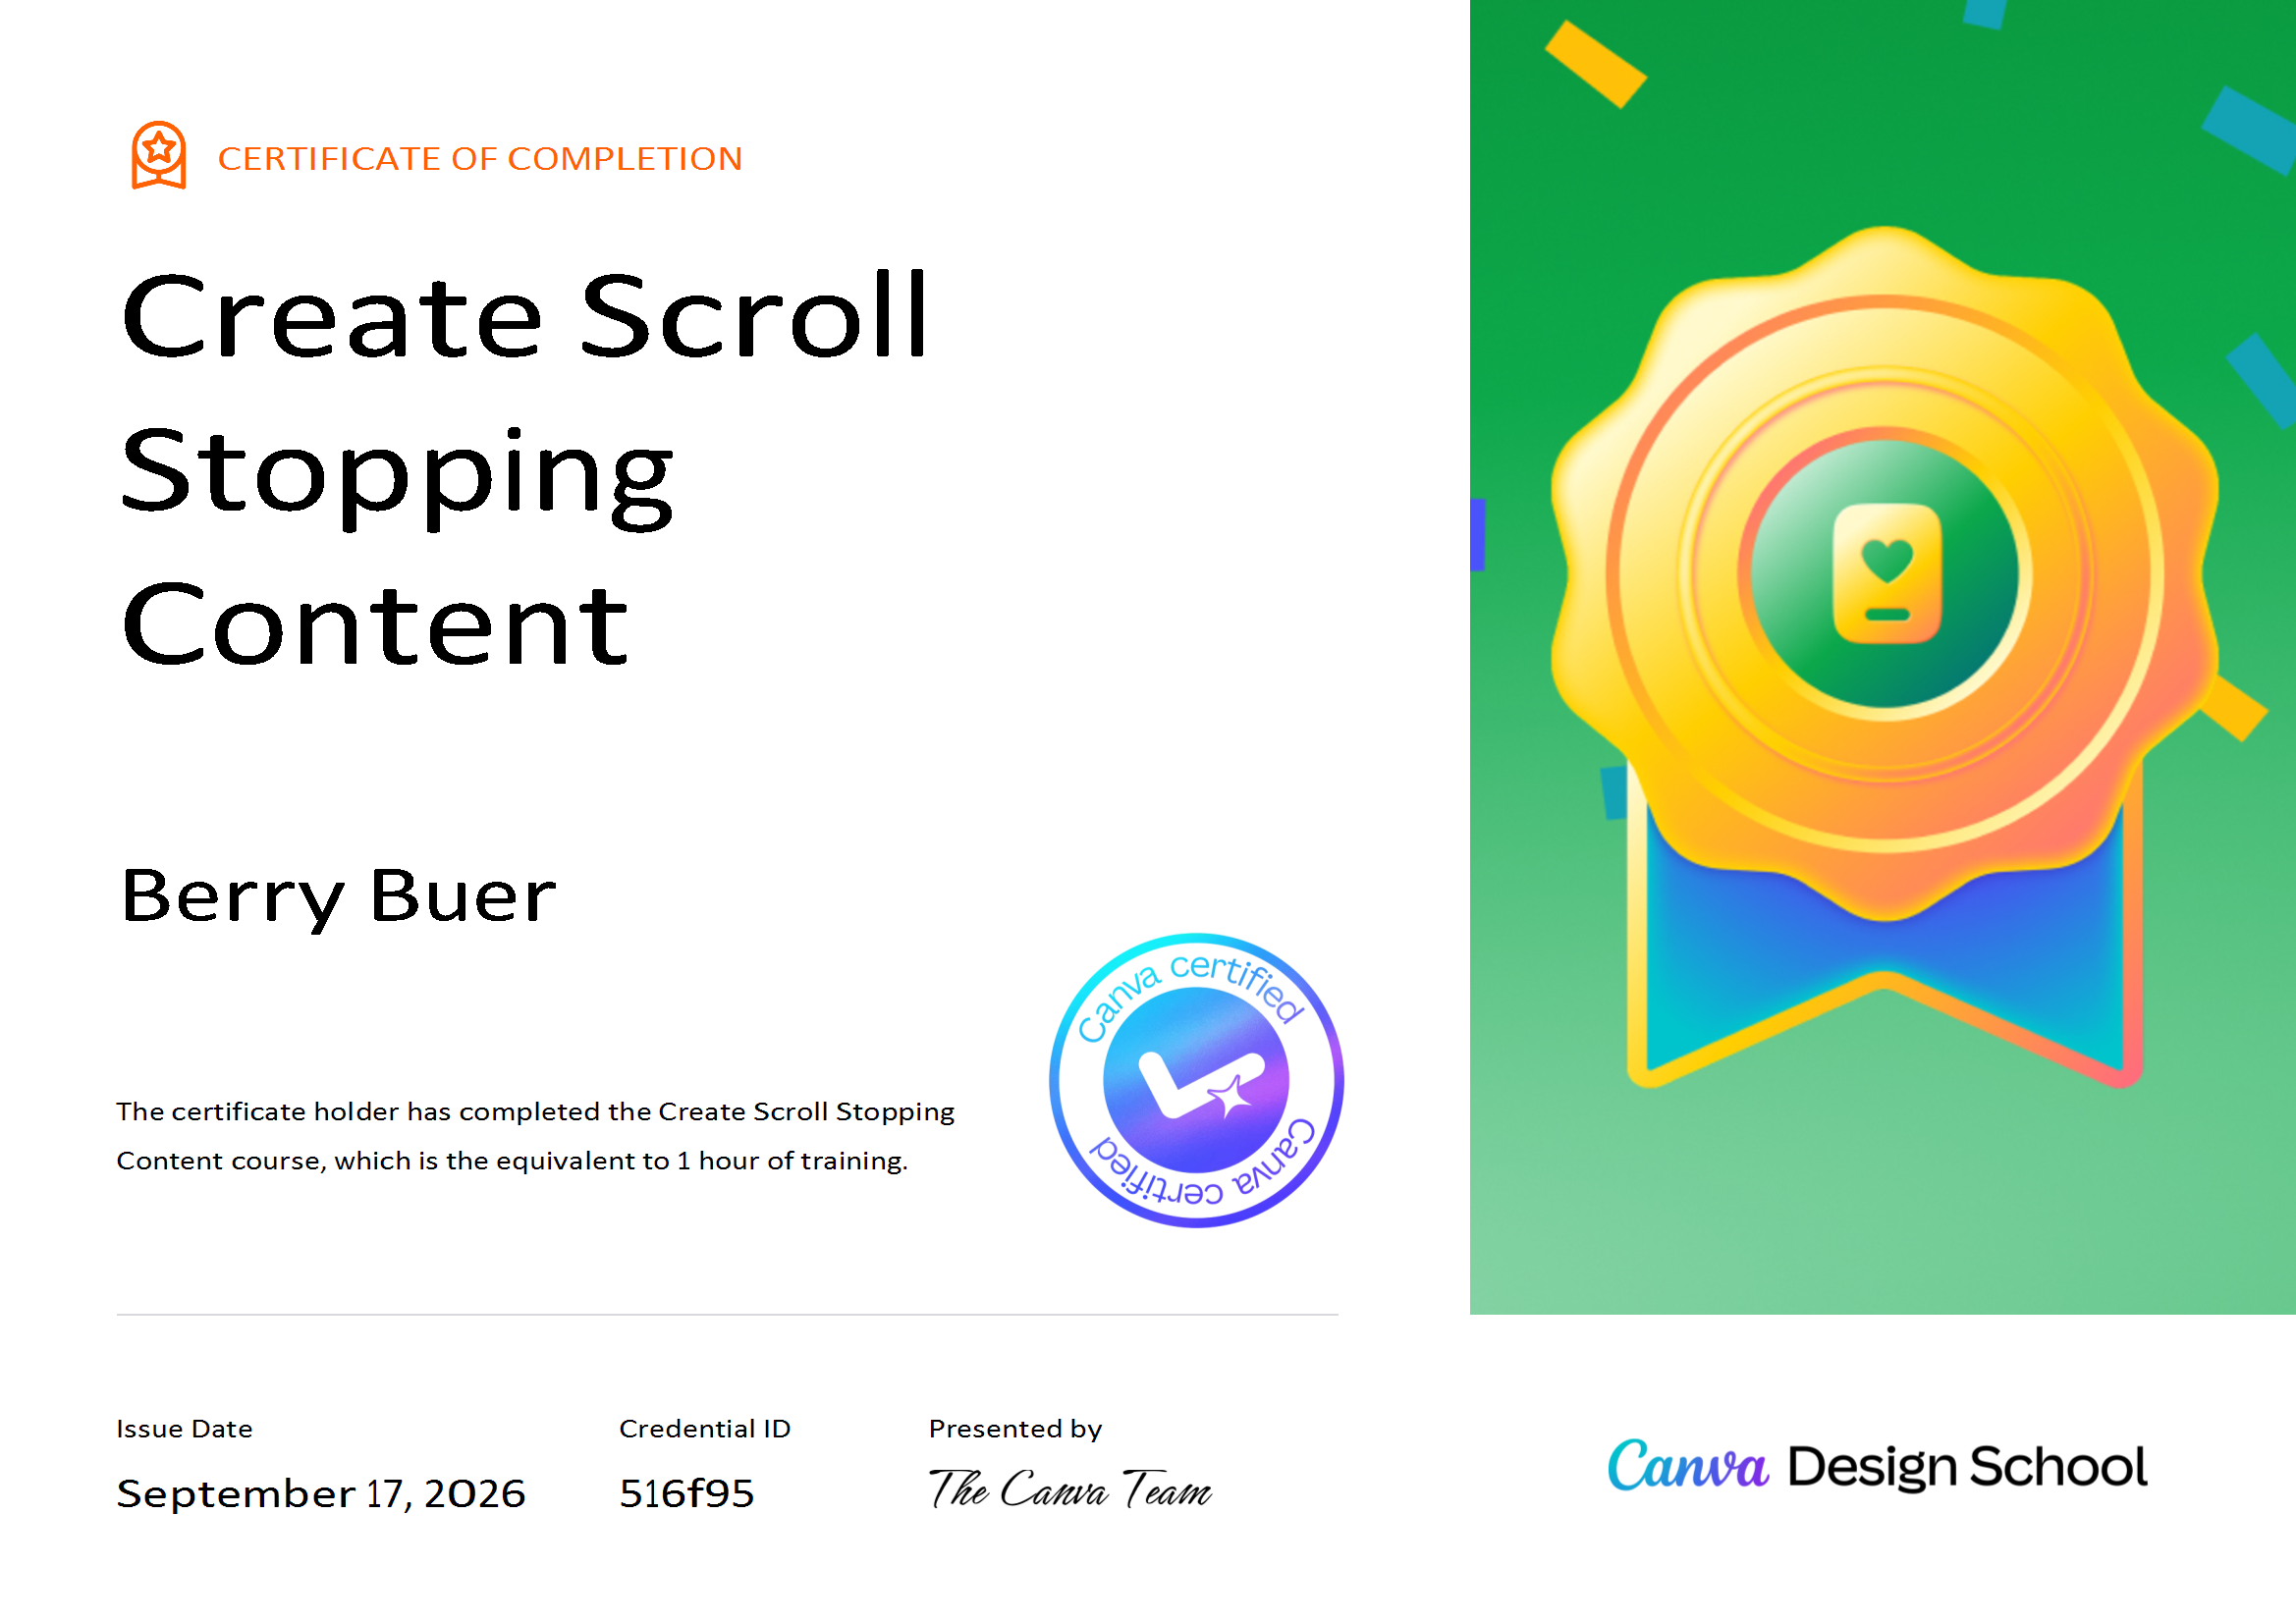 CERTIFICATE OF COMPLETION
Create Scroll
Stopping
Content
Berry Buer
The certificate holder has completed the Create Scroll Stopping
Content course, which is the equivalent to 1 hour of training.
Canva certified
Canva certified
Issue Date
September 17, 2026
Credential ID
516f95
Presented by
The Canva Team
Canva Design School